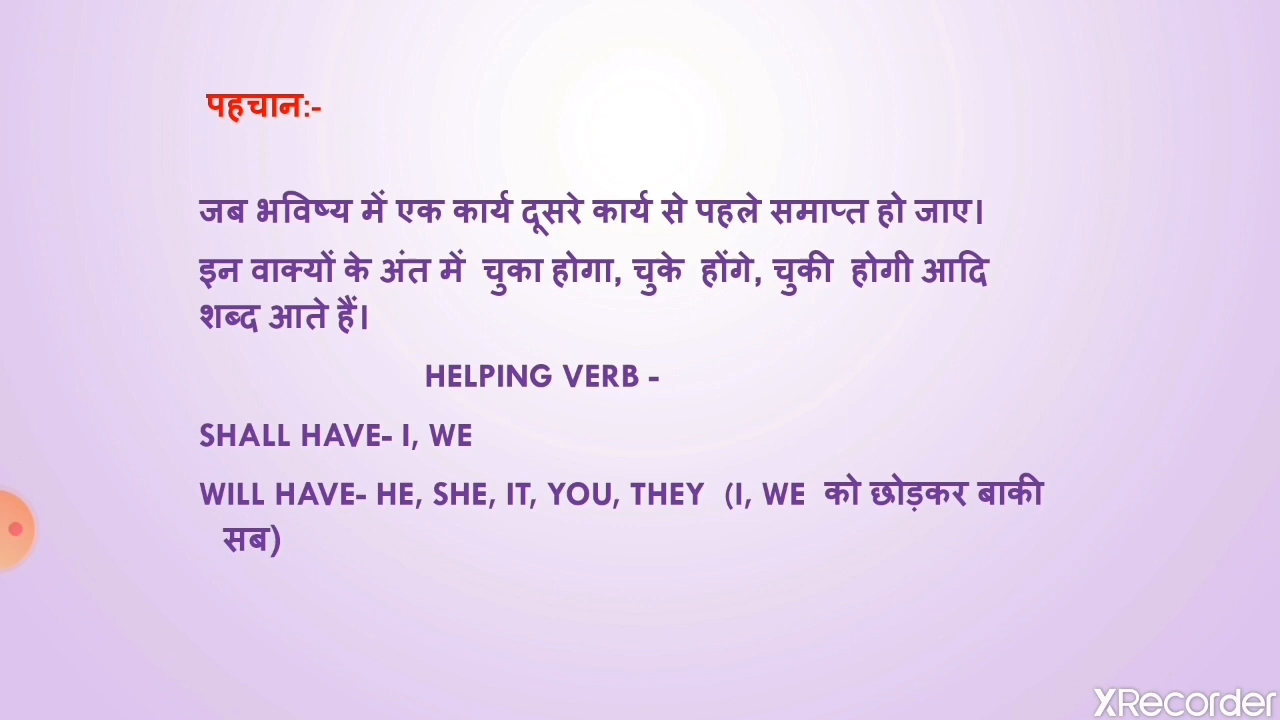 पहचान:-
जब भविष्य में एक कार्य दूसरे कार्य से पहले समाप्त हो जाए।
इन वाक्यों के अंत में चुका होगा, चुके होंगे, चुकी होगी आदि
शब्द आते हैं।
HELPING VERB -
SHALL HAVE- I, WE
WILL HAVE- HE, SHE, IT, YOU, THEY (I, WE को छोड़कर बाकी
सब)
XRecorder